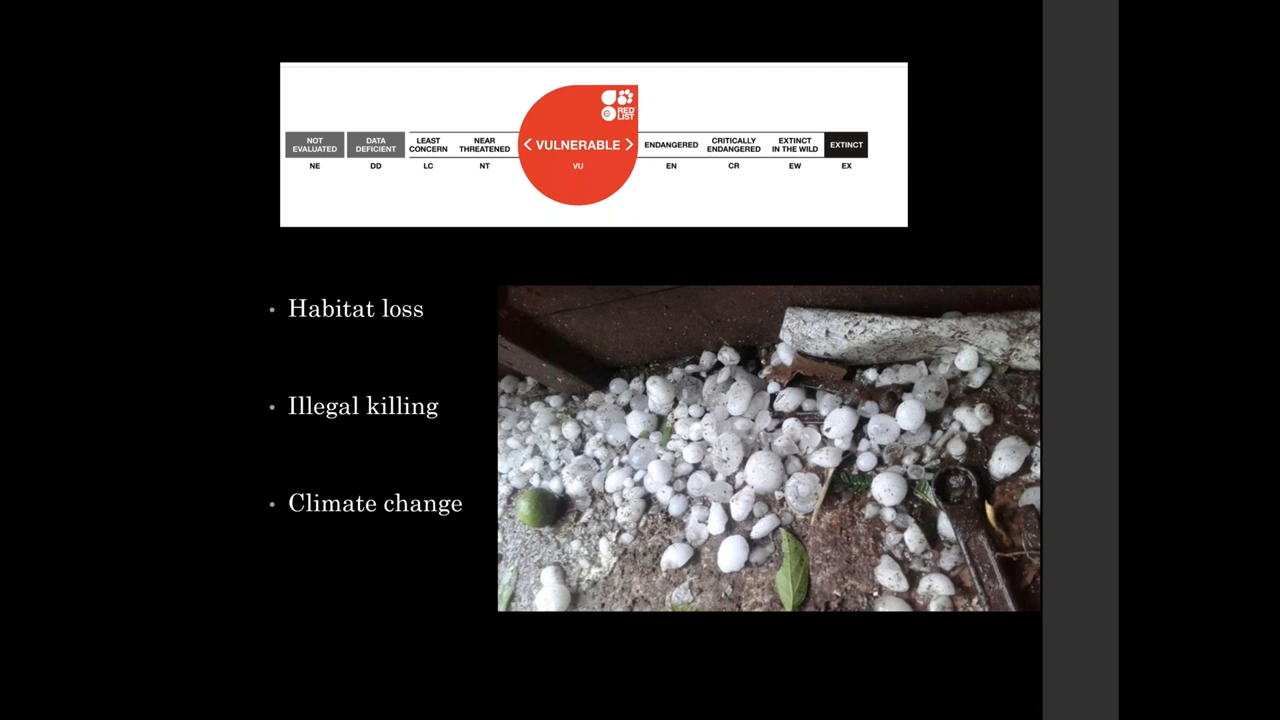 RED
LIST
NOT
EVALUATED
DATA
DEFICIENT
LEAST
CONCERN
NEAR
THREATENED
< VULNERABLE >
ENDANGERED
CRITICALLY
ENDANGERED
EXTINCT
IN THE WILD
EXTINCT
NE
DD
LC
NT
VU
EN
CR
EW
EX
• Habitat loss
• Illegal killing
• Climate change